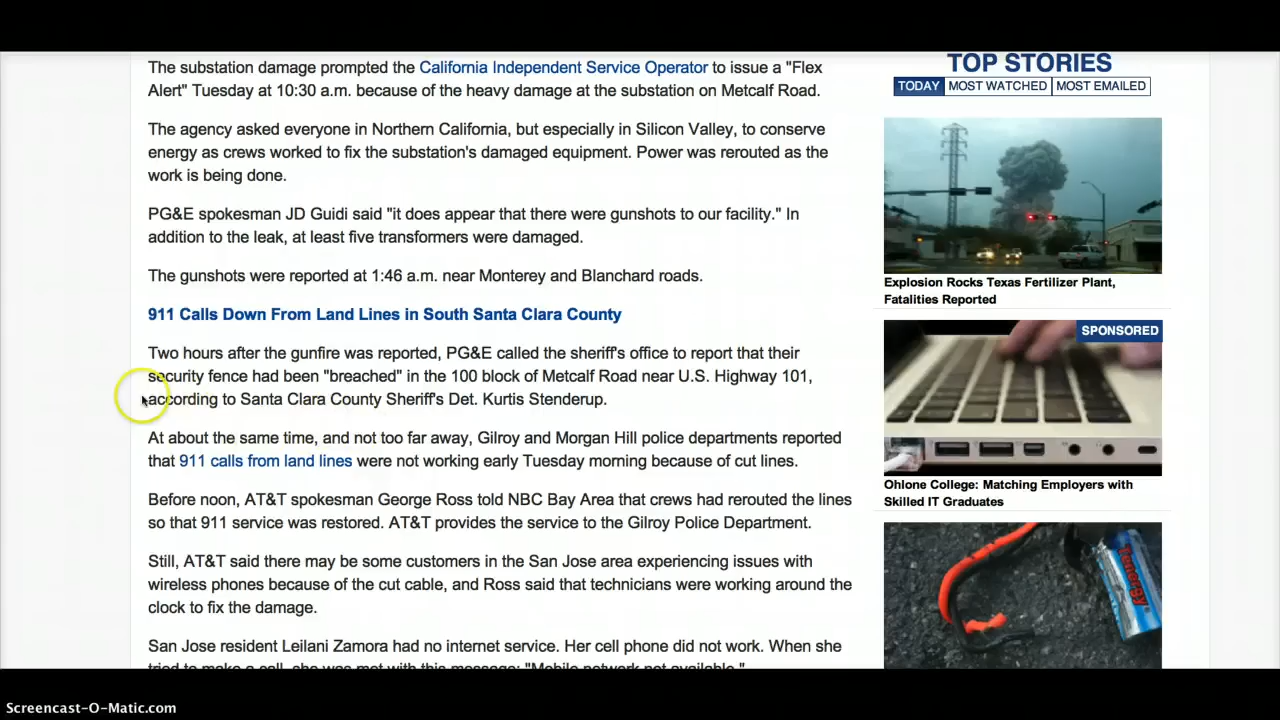 The substation damage prompted the California Independent Service Operator to issue a "Flex
Alert" Tuesday at 10:30 a.m. because of the heavy damage at the substation on Metcalf Road.
The agency asked everyone in Northern California, but especially in Silicon Valley, to conserve
energy as crews worked to fix the substation's damaged equipment. Power was rerouted as the
work is being done.
PG&E spokesman JD Guidi said "it does appear that there were gunshots to our facility." In
addition to the leak, at least five transformers were damaged.
The gunshots were reported at 1:46 a.m. near Monterey and Blanchard roads.
911 Calls Down From Land Lines in South Santa Clara County
Two hours after the gunfire was reported, PG&E called the sheriff's office to report that their
security fence had been "breached" in the 100 block of Metcalf Road near U.S. Highway 101,
according to Santa Clara County Sheriff's Det. Kurtis Stenderup.
At about the same time, and not too far away, Gilroy and Morgan Hill police departments reported
that 911 calls from land lines were not working early Tuesday morning because of cut lines.
Before noon, AT&T spokesman George Ross told NBC Bay Area that crews had rerouted the lines
so that 911 service was restored. AT&T provides the service to the Gilroy Police Department.
Still, AT&T said there may be some customers in the San Jose area experiencing issues with
wireless phones because of the cut cable, and Ross said that technicians were working around the
clock to fix the damage.
San Jose resident Leilani Zamora had no internet service. Her cell phone did not work. When she
tried to make a call, she was met with this message: "Mobile network not available."
TOP STORIES
TODAY MOST WATCHED MOST EMAILED
Explosion Rocks Texas Fertilizer Plant,
Fatalities Reported
SPONSORED
Ohlone College: Matching Employers with
Skilled IT Graduates
Screencast-O-Matic.com